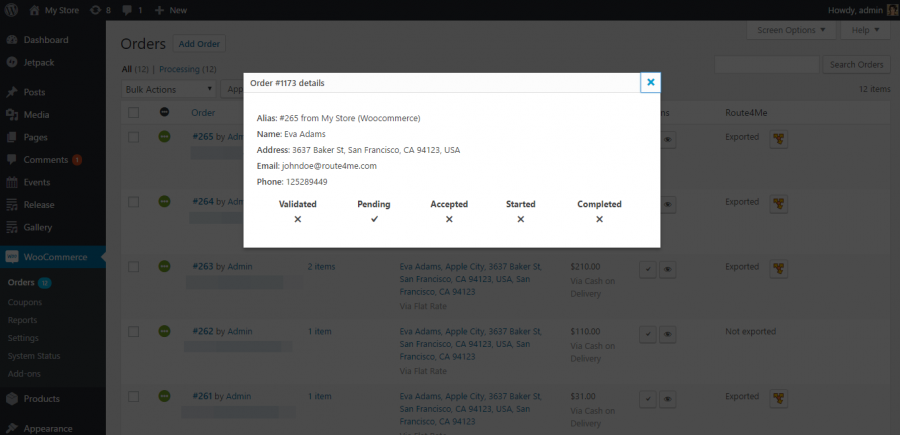 My Store 8 1 New Howdy, admin
Dashboard
Jetpack
Posts
Media
Pages
Comments
Events
Release
Gallery
WooCommerce
Orders 12
Coupons
Reports
Settings
System Status
Add-ons
Products
Appearance
Screen Options Help
Orders Add Order
All (12) | Processing (12)
Search Orders
Bulk Actions
12 items
Order Route4Me
Order #1173 details
Alias: #265 from My Store (Woocommerce)
Name: Eva Adams
Address: 3637 Baker St, San Francisco, CA 94123, USA
Email: johndoe@route4me.com
Phone: 125289449
Validated Pending Accepted Started Completed
#265 by Exported
#264 by Exported
#263 by Admin 2 items Eva Adams, Apple City, 3637 Baker St, $210.00 Exported
San Francisco, CA 94123, USA, San Via Cash on
Francisco, CA 94123 Delivery
Via Flat Rate
#262 by Admin 1 item Eva Adams, Apple City, 3637 Baker St, $110.00 Not exported
San Francisco, CA 94123, USA, San Via Cash on
Francisco, CA 94123 Delivery
Via Flat Rate
#261 by Admin 1 item Eva Adams, Apple City, 3637 Baker St, $31.00 Exported
San Francisco, CA 94123, USA, San Via Cash on
Francisco, CA 94123 Delivery